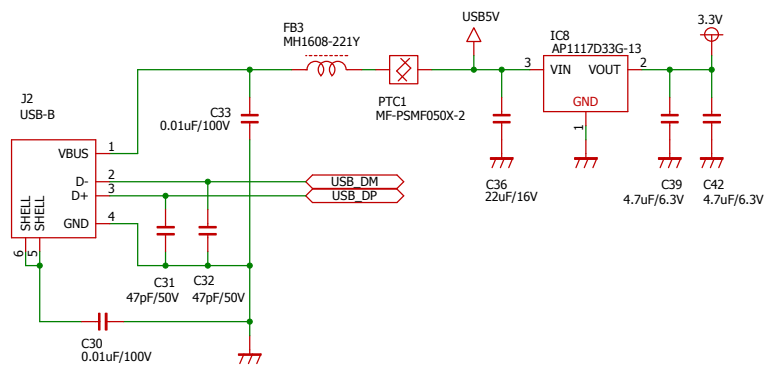 USB5V
3.3V
FB3
MH1608-221Y
IC8
AP1117D33G-13
3
VIN
VOUT
2
GND
1
PTC1
MF-PSMF050X-2
J2
USB-B
C33
0.01uF/100V
VBUS
1
D-
2
USB_DM
D+
3
USB_DP
GND
4
SHELL
SHELL
6
5
C36
22uF/16V
C39
4.7uF/6.3V
C42
4.7uF/6.3V
C31
47pF/50V
C32
47pF/50V
C30
0.01uF/100V